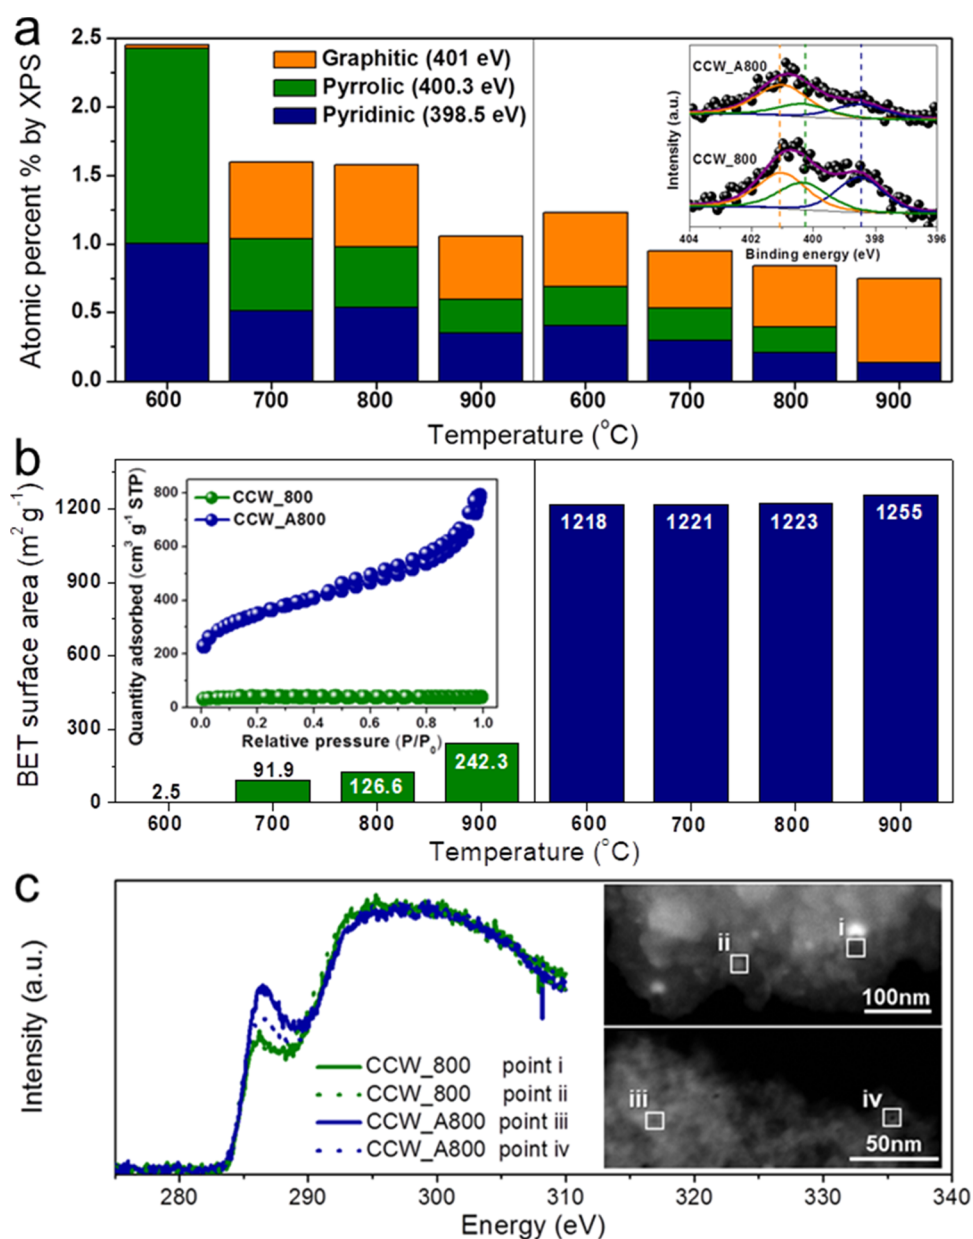 a
Atomic percent % by XPS
2.5
2.0
1.5
1.0
0.5
0.0
Graphitic (401 eV)
Pyrrolic (400.3 eV)
Pyridinic (398.5 eV)
Intensity (a.u.)
CCW_A800
CCW_800
404 402 400 398 396
Binding energy (eV)
600 700 800 900 600 700 800 900
Temperature (°C)
b
BET surface area (m² g⁻¹)
1200
900
600
300
0
Quantity adsorbed (cm³ g⁻¹ STP)
800
600
400
200
0
CCW_800
CCW_A800
0.0 0.2 0.4 0.6 0.8 1.0
Relative pressure (P/P₀)
2.5
91.9
126.6
242.3
1218
1221
1223
1255
600 700 800 900 600 700 800 900
Temperature (°C)
c
Intensity (a.u.)
CCW_800 point i
CCW_800 point ii
CCW_A800 point iii
CCW_A800 point iv
i
ii
100nm
iii
iv
50nm
280 290 300 310 320 330 340
Energy (eV)